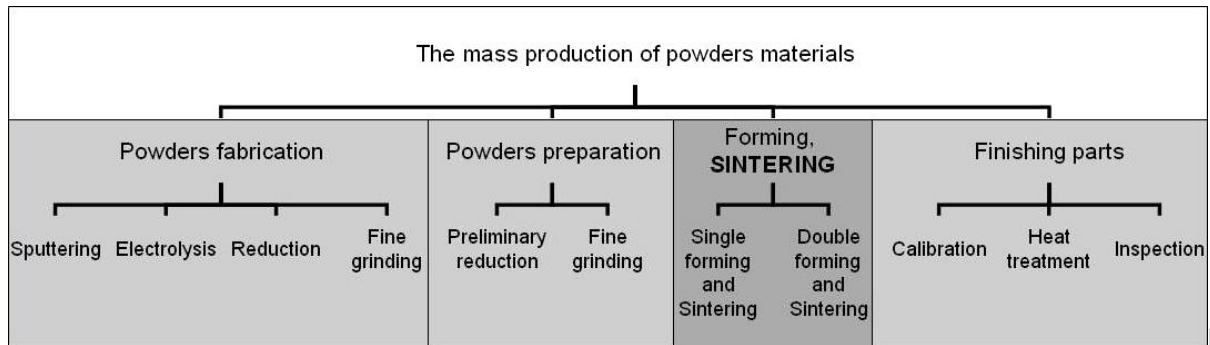 The mass production of powders materials
Powders fabrication
Sputtering
Electrolysis
Reduction
Fine
grinding
Powders preparation
Preliminary
reduction
Fine
grinding
Forming,
SINTERING
Single
forming
and
Sintering
Double
forming
and
Sintering
Finishing parts
Calibration
Heat
treatment
Inspection